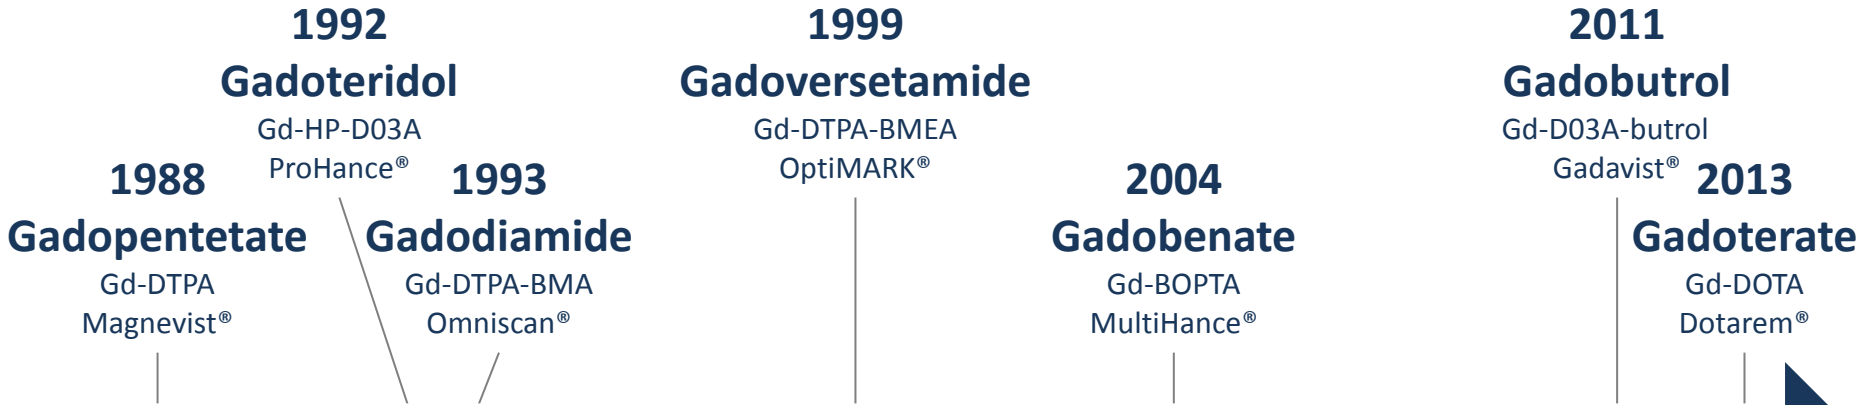 1992
Gadoteridol
Gd-HP-D03A
ProHance®
1988
Gadopentetate
Gd-DTPA
Magnevist®
1993
Gadodiamide
Gd-DTPA-BMA
Omniscan®
1999
Gadoversetamide
Gd-DTPA-BMEA
OptiMARK®
2004
Gadobenate
Gd-BOPTA
MultiHance®
2011
Gadobutrol
Gd-D03A-butrol
Gadavist®
2013
Gadoterate
Gd-DOTA
Dotarem®